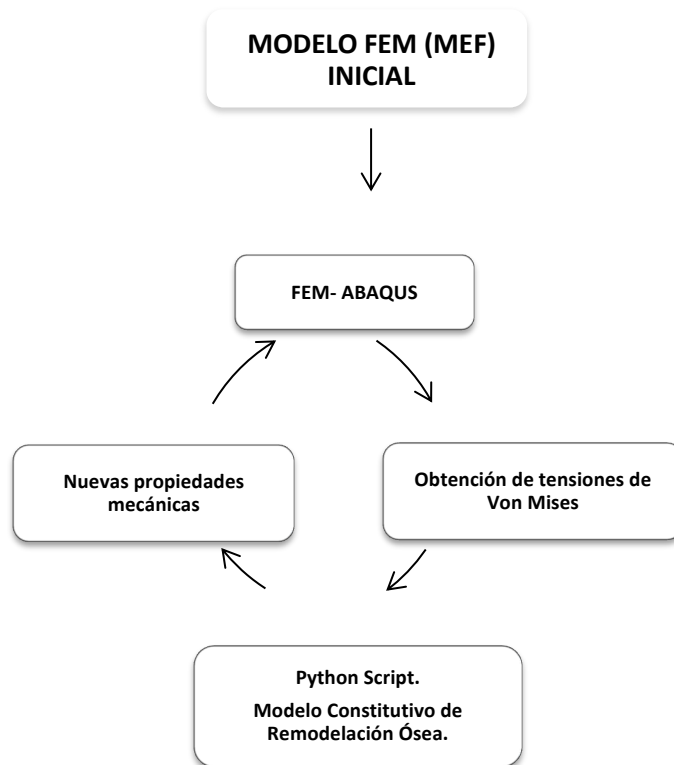 MODELO FEM (MEF)
INICIAL
FEM- ABAQUS
Obtención de tensiones de
Von Mises
Python Script.
Modelo Constitutivo de
Remodelación Ósea.
Nuevas propiedades
mecánicas